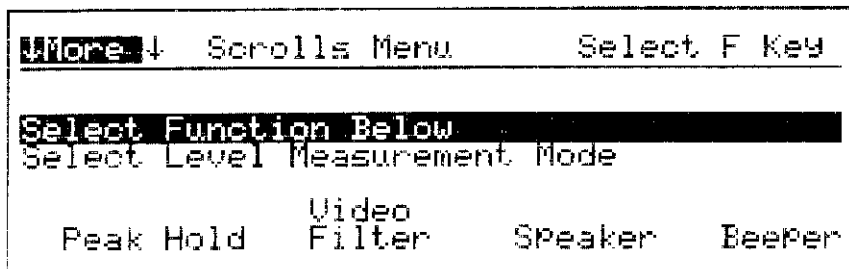 ↓More↓ Scrolls Menu Select F Key
Select Function Below
Select Level Measurement Mode
Video
Peak Hold Filter Speaker Beeper